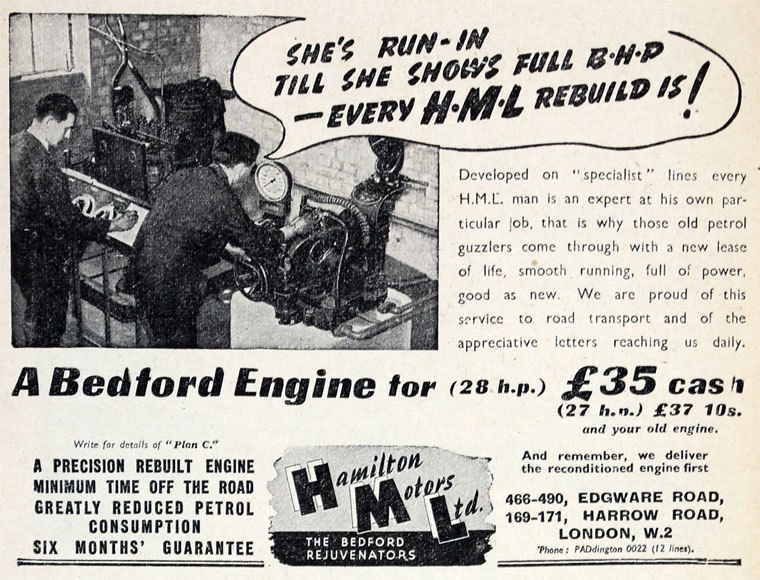 SHE'S RUN-IN
TILL SHE SHOWS FULL B·H·P
— EVERY H·M·L REBUILD IS!
Developed on "specialist" lines every
H.M.L. man is an expert at his own par-
ticular job, that is why those old petrol
guzzlers come through with a new lease
of life, smooth running, full of power,
good as new. We are proud of this
service to road transport and of the
appreciative letters reaching us daily.
A Bedford Engine for (28 h.p.) £35 cash
(27 h.p.) £37 10s.
and your old engine.
Write for details of "Plan C."
A PRECISION REBUILT ENGINE
MINIMUM TIME OFF THE ROAD
GREATLY REDUCED PETROL
CONSUMPTION
SIX MONTHS' GUARANTEE
Hamilton
Motors
Ltd.
THE BEDFORD
REJUVENATORS
And remember, we deliver
the reconditioned engine first
466-490, EDGWARE ROAD,
169-171, HARROW ROAD,
LONDON, W.2
'Phone: PADdington 0022 (12 lines).